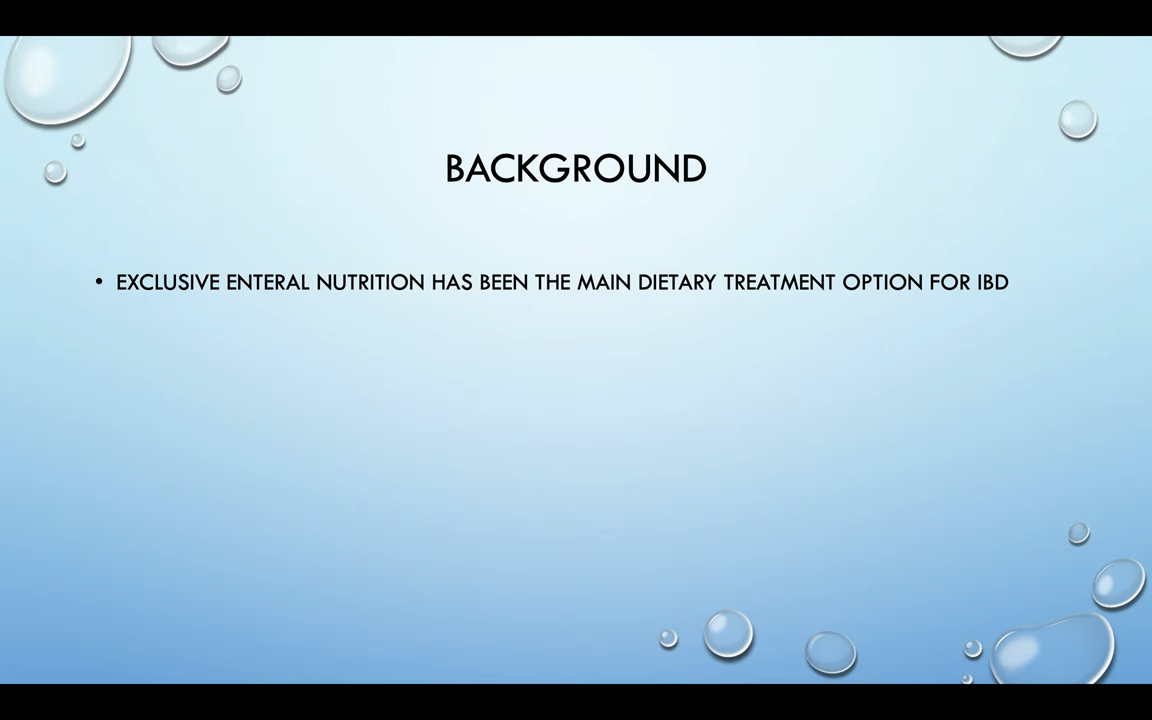 BACKGROUND
• EXCLUSIVE ENTERAL NUTRITION HAS BEEN THE MAIN DIETARY TREATMENT OPTION FOR IBD